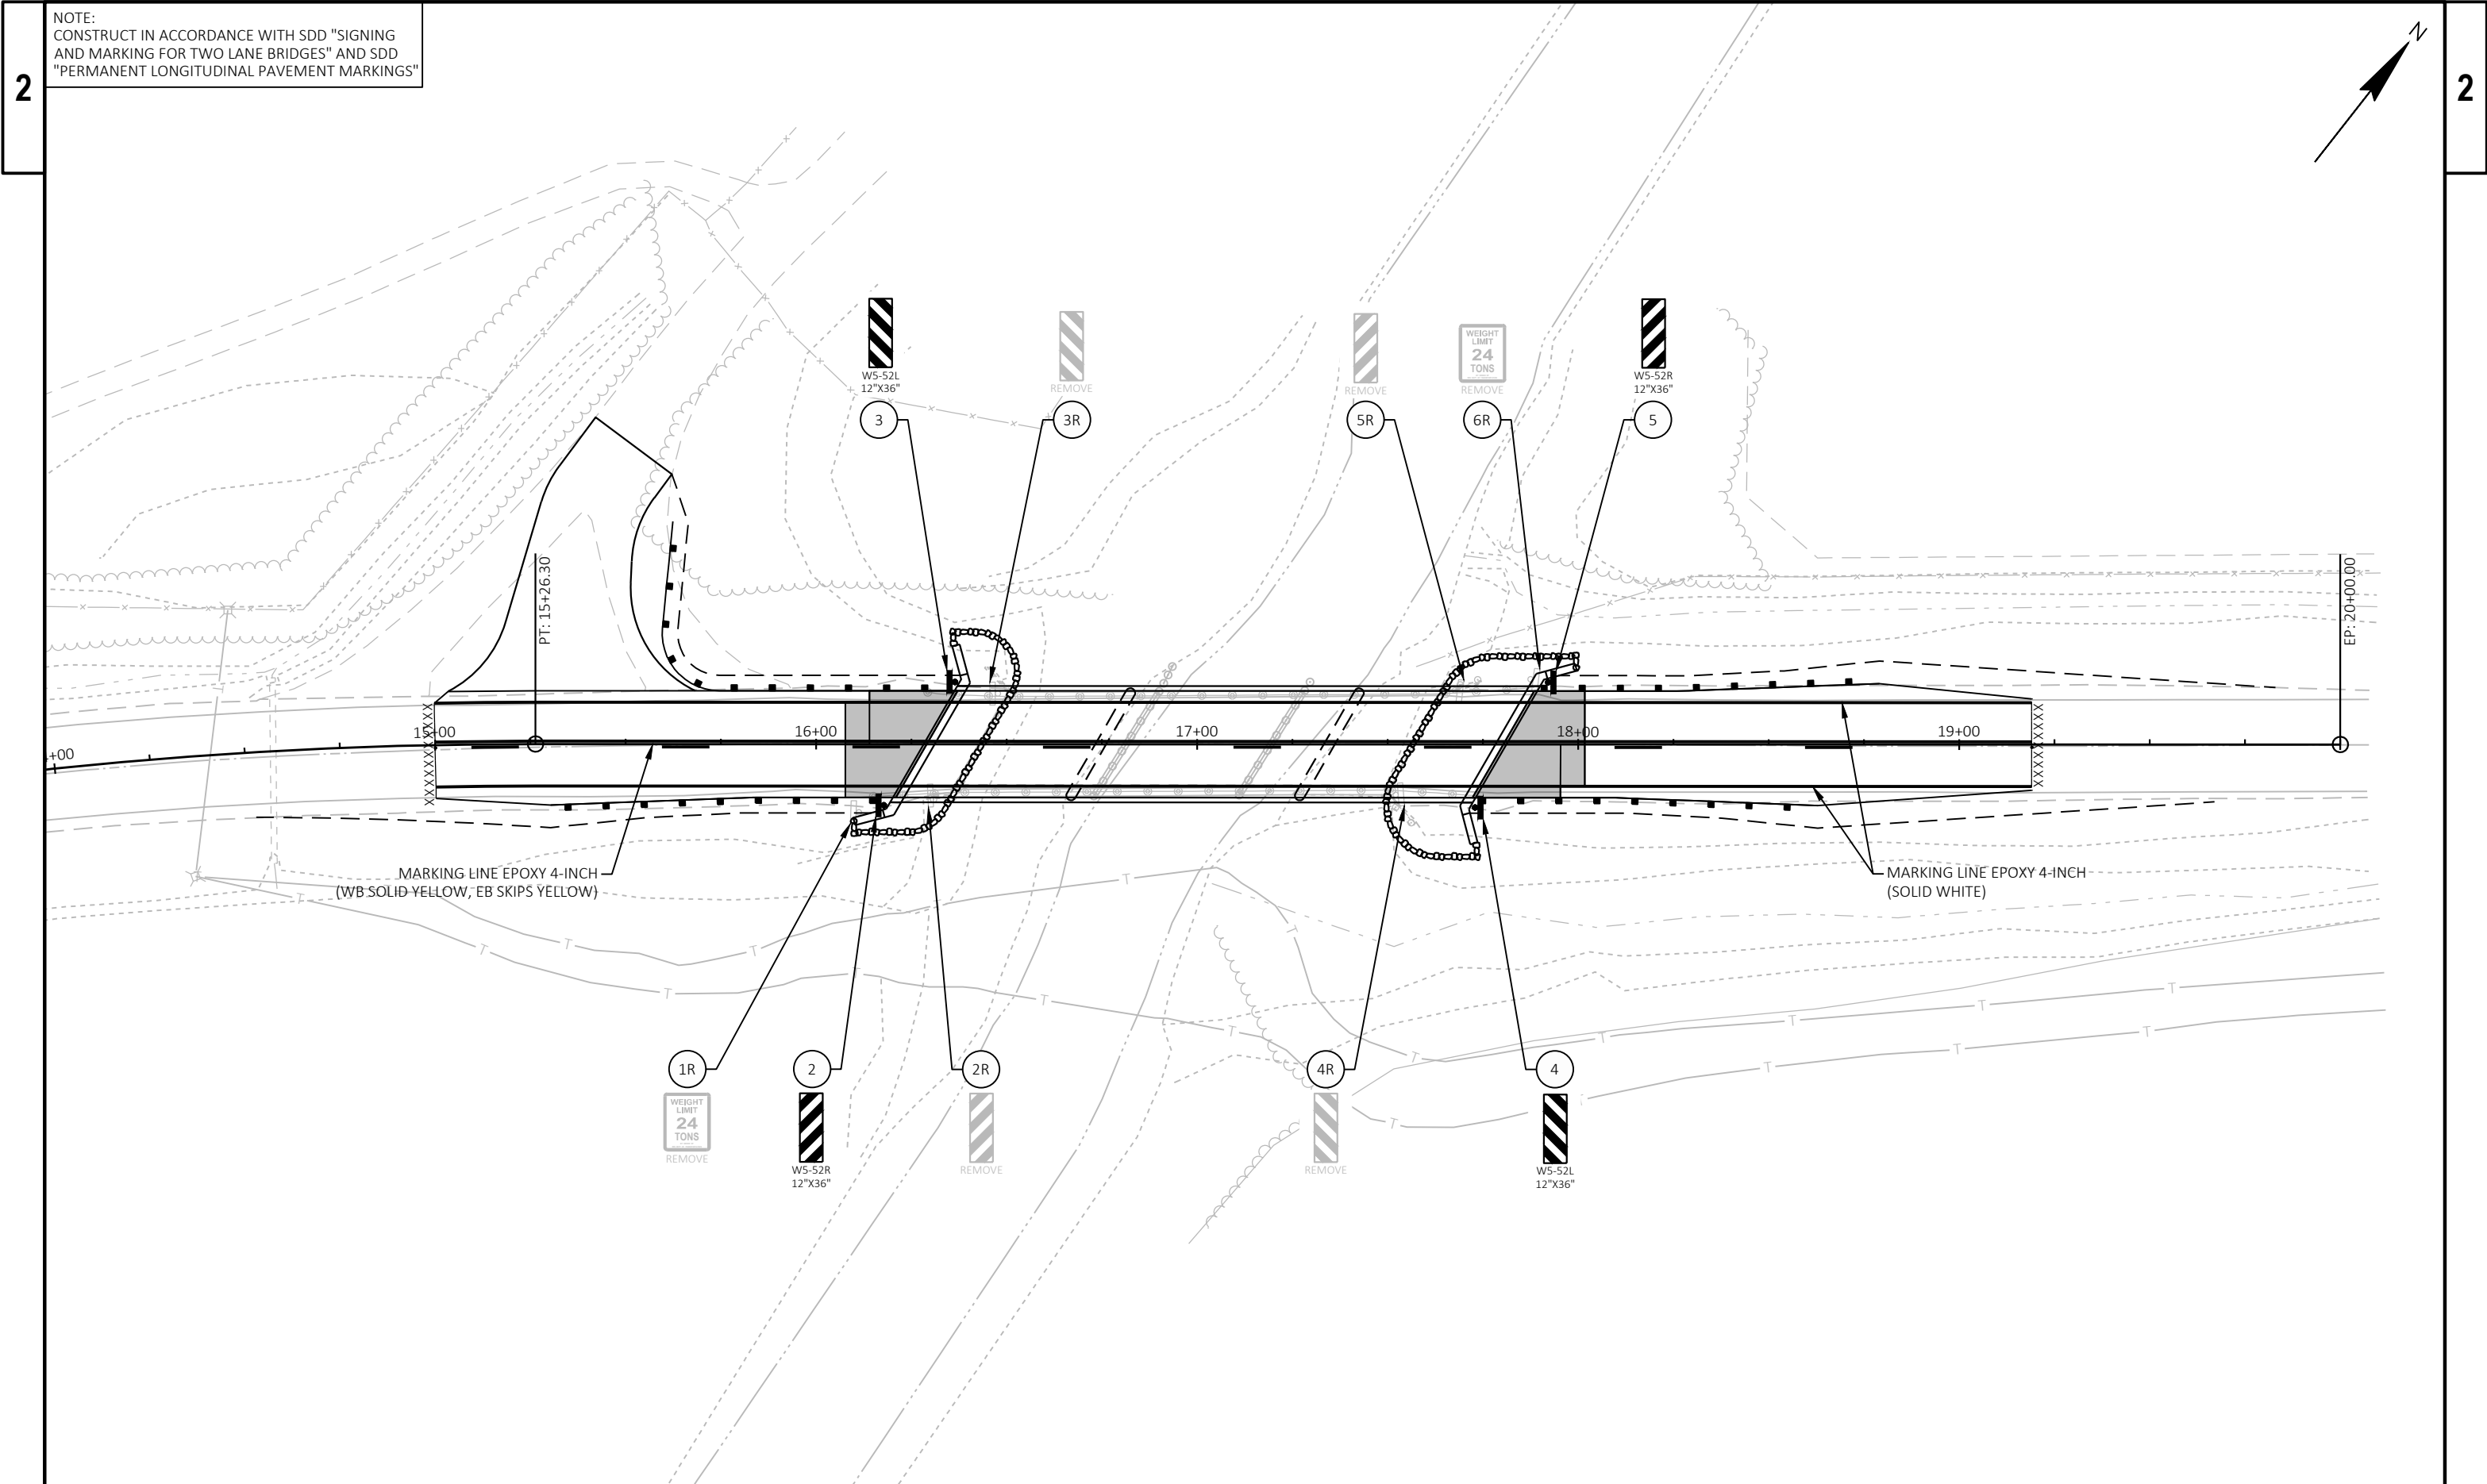 NOTE:
CONSTRUCT IN ACCORDANCE WITH SDD "SIGNING
AND MARKING FOR TWO LANE BRIDGES" AND SDD
"PERMANENT LONGITUDINAL PAVEMENT MARKINGS"
2
2
N
W5-52L
12"X36"
3
REMOVE
3R
REMOVE
5R
WEIGHT
LIMIT
24
TONS
REMOVE
6R
W5-52R
12"X36"
5
PT: 15+26.30
EP: 20+00.00
+00
15+00
16+00
17+00
18+00
19+00
MARKING LINE EPOXY 4-INCH
(WB SOLID YELLOW, EB SKIPS YELLOW)
MARKING LINE EPOXY 4-INCH
(SOLID WHITE)
1R
WEIGHT
LIMIT
24
TONS
REMOVE
2
W5-52R
12"X36"
2R
REMOVE
4R
REMOVE
4
W5-52L
12"X36"